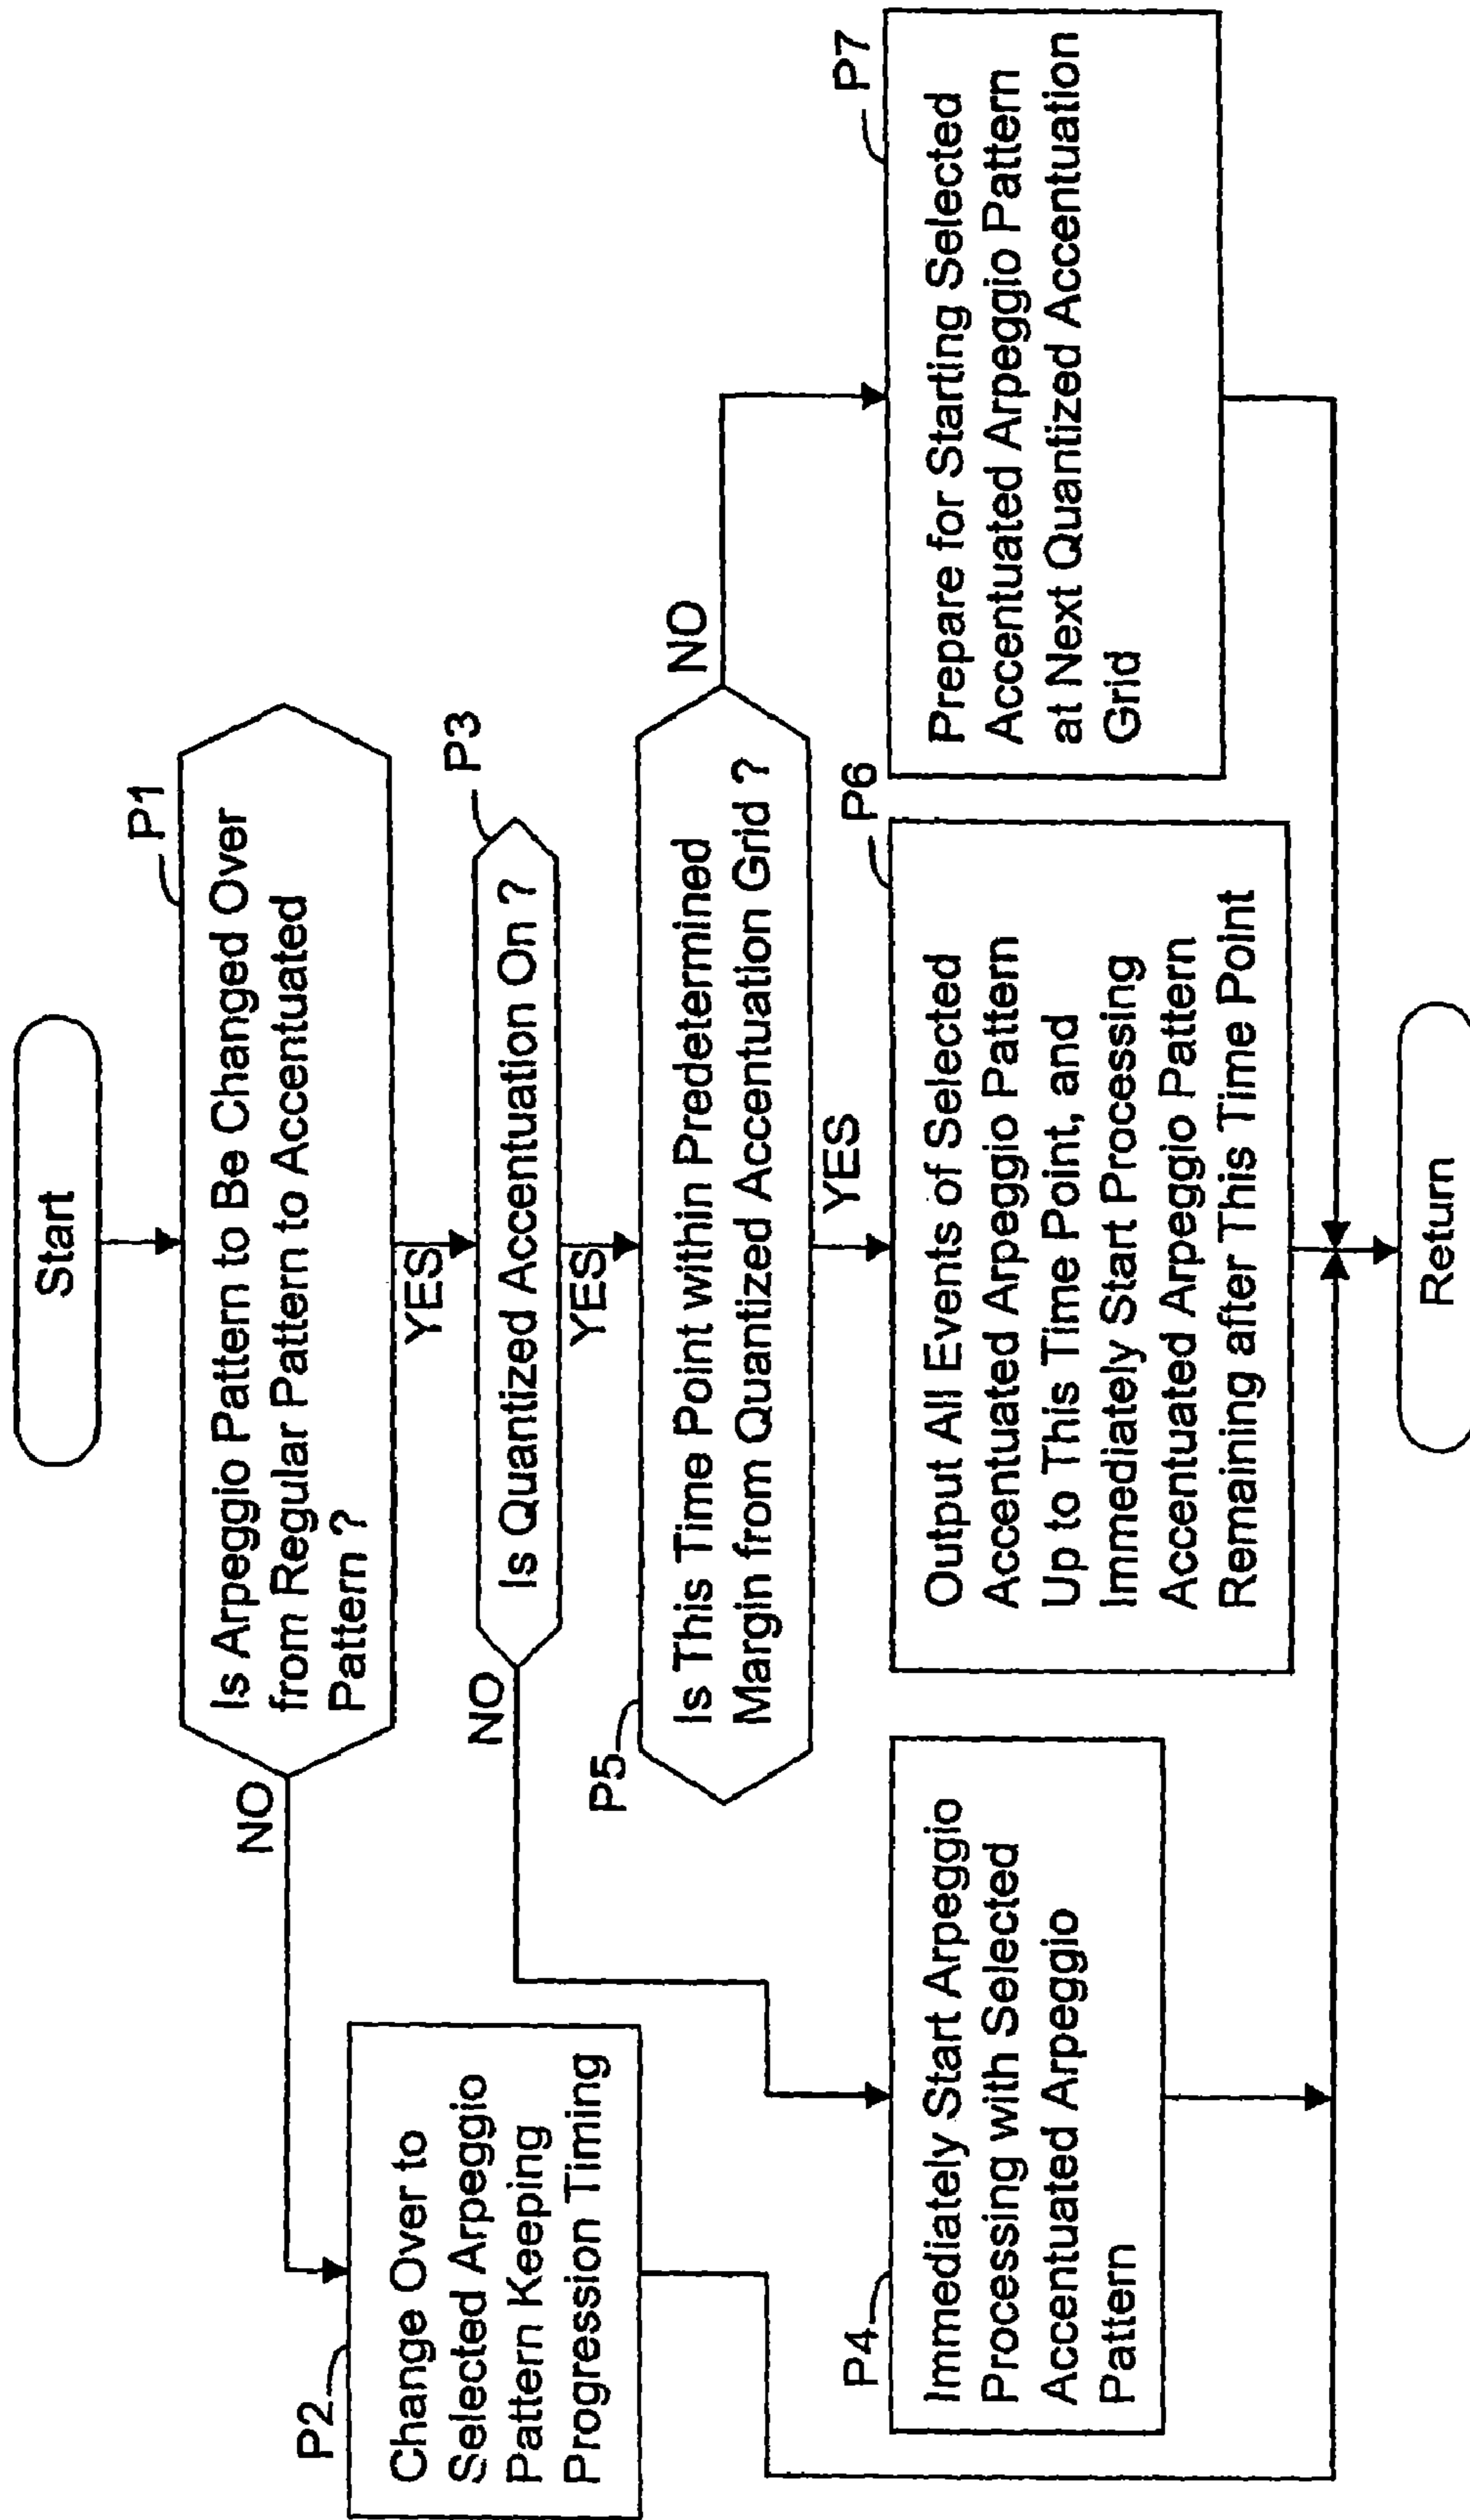 Start
P1
Is Arpeggio Pattern to Be Changed Over
from Regular Pattern to Accentuated
Pattern ?
NO
YES
P2
Change Over to
Selected Arpeggio
Pattern Keeping
Progression Timing
P3
Is Quantized Accentuation On ?
NO
YES
P5
Is This Time Point within Predetermined
Margin from Quantized Accentuation Grid ?
NO
YES
P4
Immediately Start Arpeggio
Processing with Selected
Accentuated Arpeggio
Pattern
P6
Output All Events of Selected
Accentuated Arpeggio Pattern
Up to This Time Point, and
Immediately Start Processing
Accentuated Arpeggio Pattern
Remaining after This Time Point
P7
Prepare for Starting Selected
Accentuated Arpeggio Pattern
at Next Quantized Accentuation
Grid
Return